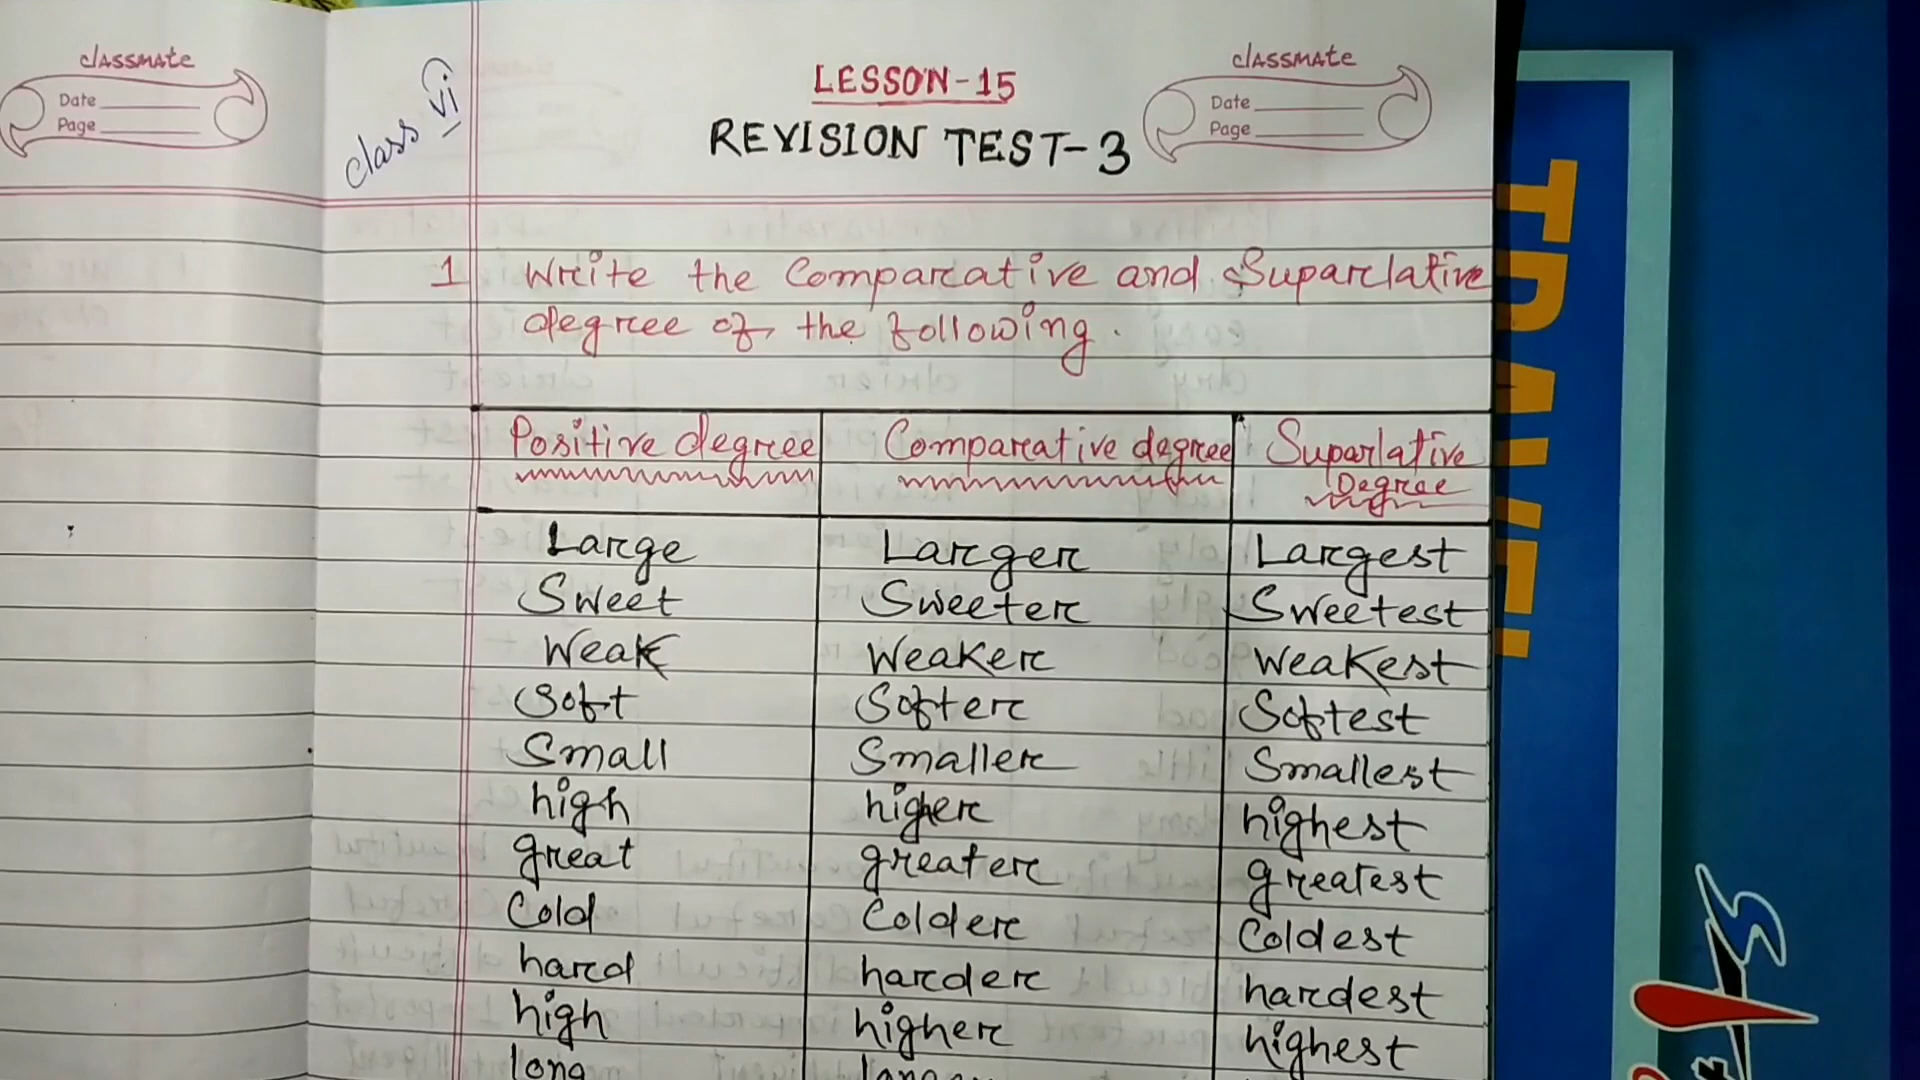 classmate
Date
Page
class vi
LESSON-15
REVISION TEST-3
classmate
Date
Page
1 Write the Comparative and Suparlative
degree of the following.
Positive degree Comparative degree Suparlative
Degree
Large Larger Largest
Sweet Sweeter Sweetest
Weak Weaker Weakest
Soft Softer Softest
Small Smaller Smallest
high higher highest
great greater greatest
Cold Colder Coldest
hard harder hardest
high higher highest
long longer
TRAVEL